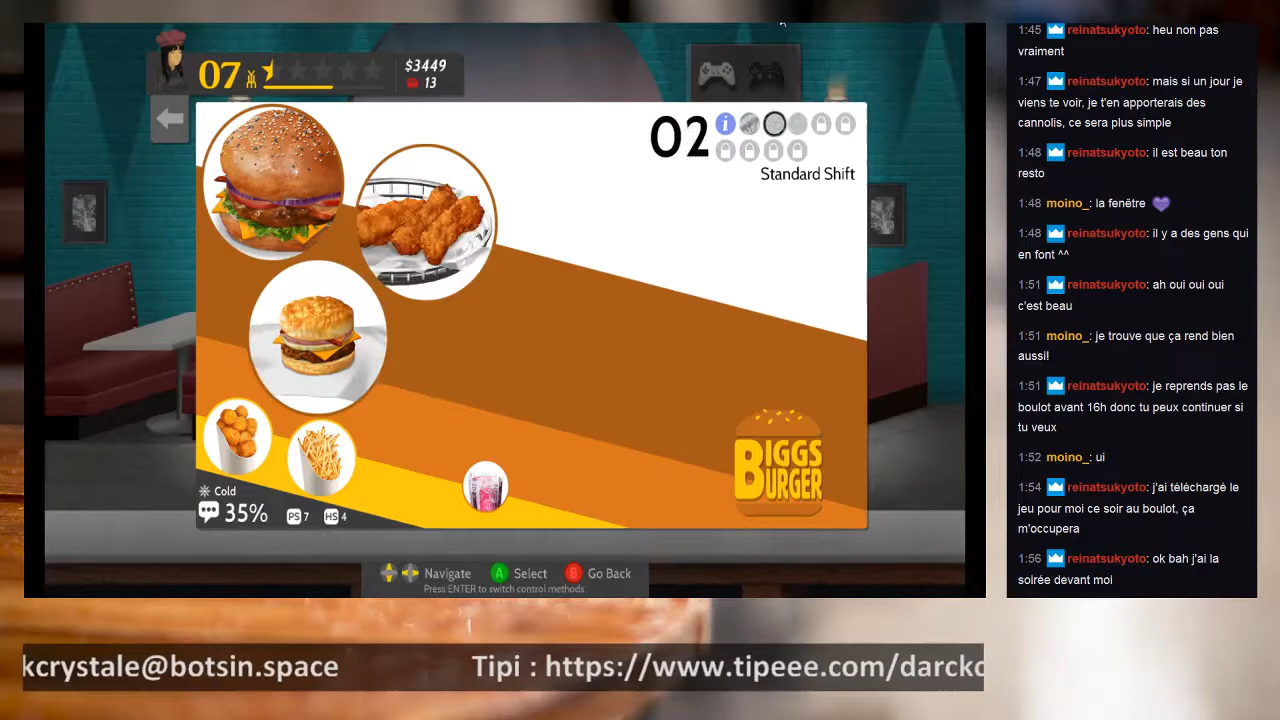 07
$3449
13
02
Standard Shift
BIGGS
BURGER
Cold
35%
PS 7
HS 4
Navigate
A Select
B Go Back
Press ENTER to switch control methods.
1:45 reinatsukyoto: heu non pas
vraiment
1:47 reinatsukyoto: mais si un jour je
viens te voir, je t'en apporterais des
cannolis, ce sera plus simple
1:48 reinatsukyoto: il est beau ton
resto
1:48 moino_: la fenêtre
1:48 reinatsukyoto: il y a des gens qui
en font ^^
1:51 reinatsukyoto: ah oui oui oui
c'est beau
1:51 moino_: je trouve que ça rend bien
aussi!
1:51 reinatsukyoto: je reprends pas le
boulot avant 16h donc tu peux continuer si
tu veux
1:52 moino_: ui
1:54 reinatsukyoto: j'ai téléchargé le
jeu pour moi ce soir au boulot, ça
m'occupera
1:56 reinatsukyoto: ok bah j'ai la
soirée devant moi
kcrystale@botsin.space Tipi : https://www.tipeee.com/darckc